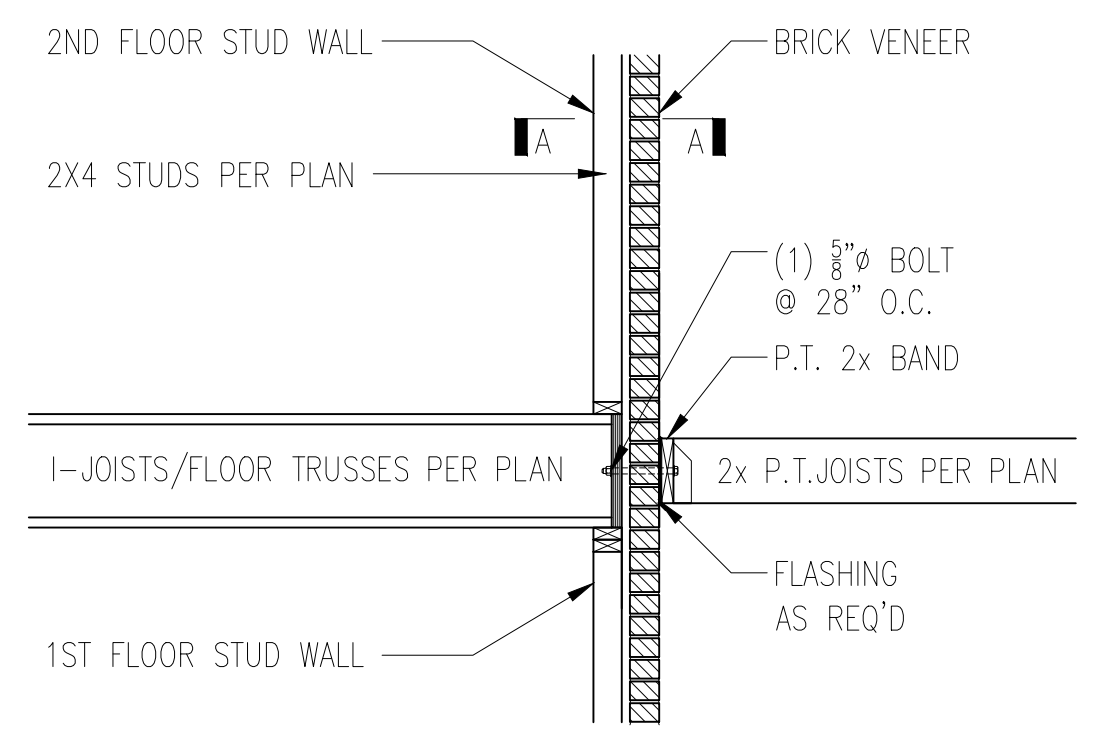 2ND FLOOR STUD WALL
BRICK VENEER
A
A
2X4 STUDS PER PLAN
(1) 5/8"ø BOLT
@ 28" O.C.
P.T. 2x BAND
I-JOISTS/FLOOR TRUSSES PER PLAN
2x P.T.JOISTS PER PLAN
FLASHING
AS REQ'D
1ST FLOOR STUD WALL